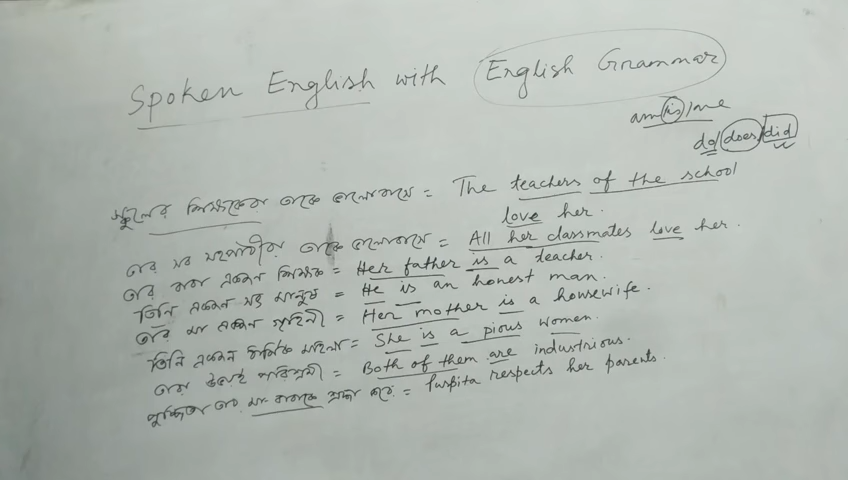 Spoken English with English Grammar
am/is/are
do/does/did
স্কুলের শিক্ষকেরা তাকে ভালোবাসে = The teachers of the school
love her.
তার সব সহপাঠীরা তাকে ভালোবাসে = All her classmates love her.
তার বাবা একজন শিক্ষক = Her father is a teacher.
তিনি একজন সৎ মানুষ = He is an honest man.
তাঁর মা একজন গৃহিনী = Her mother is a housewife.
তিনি একজন ধার্মিক মহিলা = She is a pious women.
তারা উভয়েই পরিশ্রমী = Both of them are industrious.
পুষ্পিতা তার মা-বাবাকে শ্রদ্ধা করে = Puspita respects her parents.